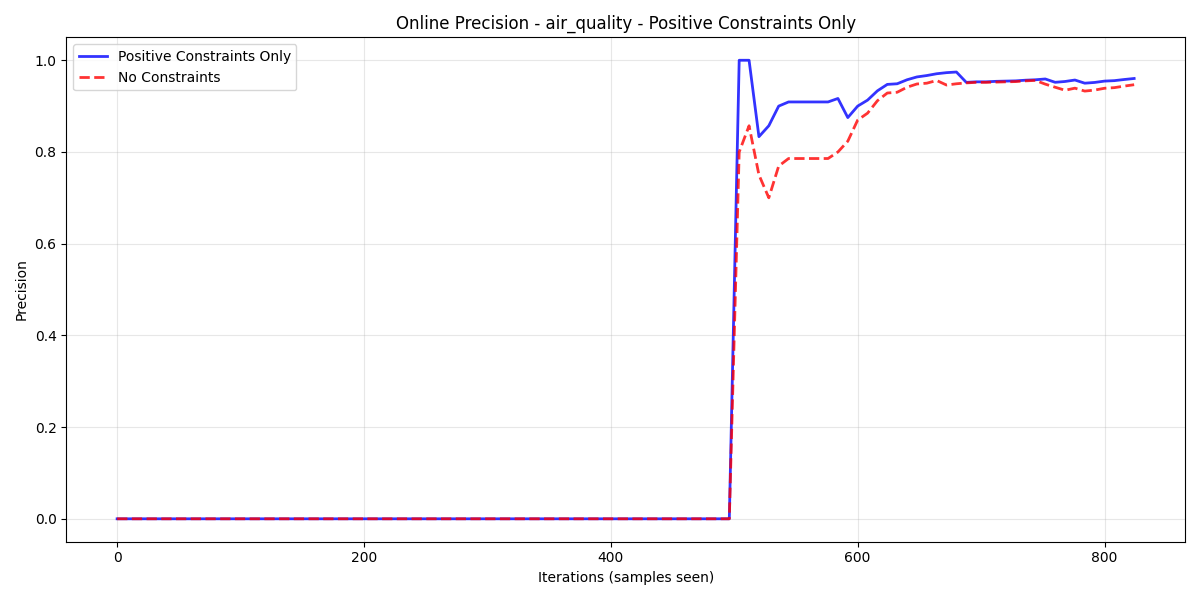 Online Precision - air_quality - Positive Constraints Only
Positive Constraints Only
No Constraints
1.0
0.8
0.6
0.4
0.2
0.0
Precision
0 200 400 600 800
Iterations (samples seen)